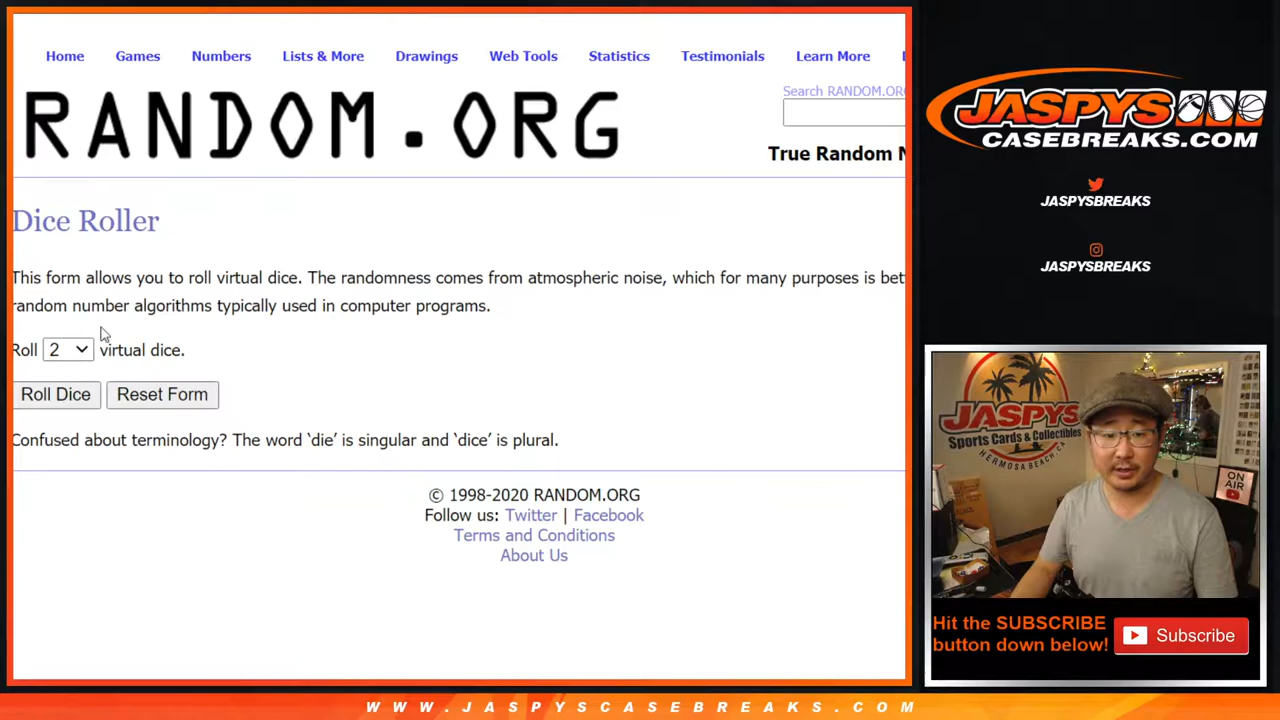 Home Games Numbers Lists & More Drawings Web Tools Statistics Testimonials Learn More
RANDOM.ORG
Search RANDOM.ORG
True Random N
Dice Roller
This form allows you to roll virtual dice. The randomness comes from atmospheric noise, which for many purposes is bet
random number algorithms typically used in computer programs.
Roll 2 virtual dice.
Roll Dice Reset Form
Confused about terminology? The word ‘die’ is singular and ‘dice’ is plural.
© 1998-2020 RANDOM.ORG
Follow us: Twitter | Facebook
Terms and Conditions
About Us
JASPYS
CASEBREAKS.COM
JASPYSBREAKS
JASPYSBREAKS
JASPYS
Sports Cards & Collectibles
HERMOSA BEACH, CA
ON
AIR
Hit the SUBSCRIBE
button down below!
Subscribe
WWW.JASPYSCASEBREAKS.COM